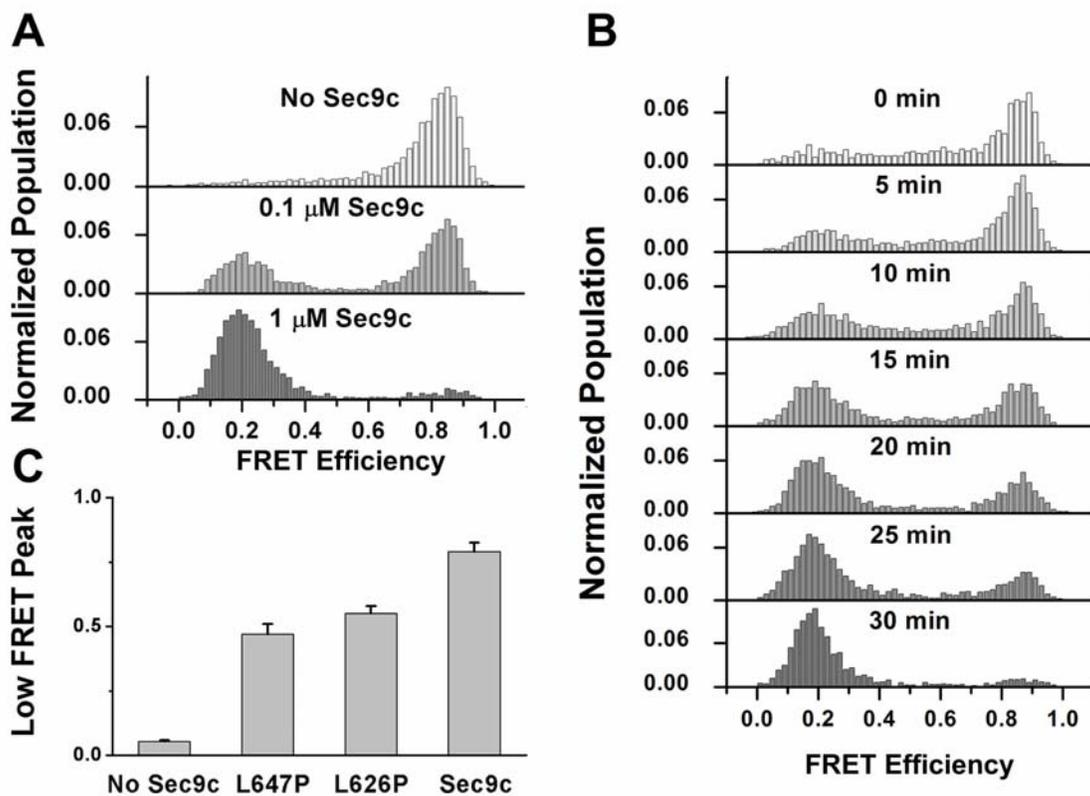 A
Normalized Population
No Sec9c
0.06
0.00
0.1 μM Sec9c
0.06
0.00
1 μM Sec9c
0.06
0.00
0.0 0.2 0.4 0.6 0.8 1.0
FRET Efficiency
B
Normalized Population
0 min
0.06
0.00
5 min
0.06
0.00
10 min
0.06
0.00
15 min
0.06
0.00
20 min
0.06
0.00
25 min
0.06
0.00
30 min
0.06
0.00
0.0 0.2 0.4 0.6 0.8 1.0
FRET Efficiency
C
Low FRET Peak
1.0
0.5
0.0
No Sec9c L647P L626P Sec9c